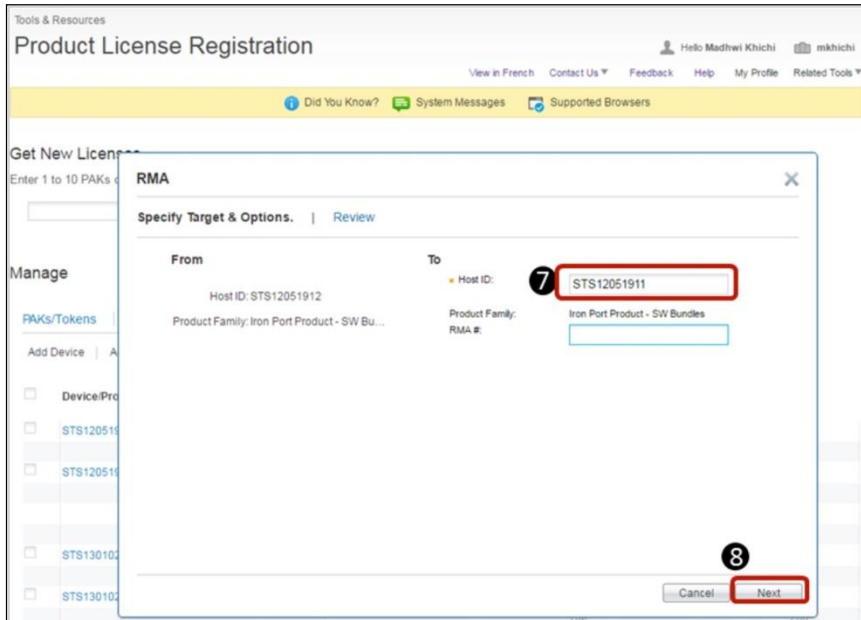 Tools & Resources
Product License Registration
Hello Madhwi Khichi mkhichi
View in French Contact Us Feedback Help My Profile Related Tools
Did You Know? System Messages Supported Browsers
Get New Licenses
Enter 1 to 10 PAKs
RMA
Specify Target & Options. | Review
From To
Host ID: STS12051912
Product Family: Iron Port Product - SW Bu...
Host ID: 7 STS12051911
Product Family: Iron Port Product - SW Bundles
RMA #:
Manage
PAKs/Tokens |
Add Device | A
Device/Pro
STS120519
STS120519
STS130102
STS130102
8
Cancel Next